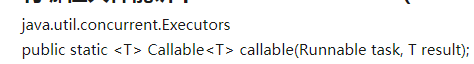 java.util.concurrent.Executors
public static <T> Callable<T> callable(Runnable task, T result);